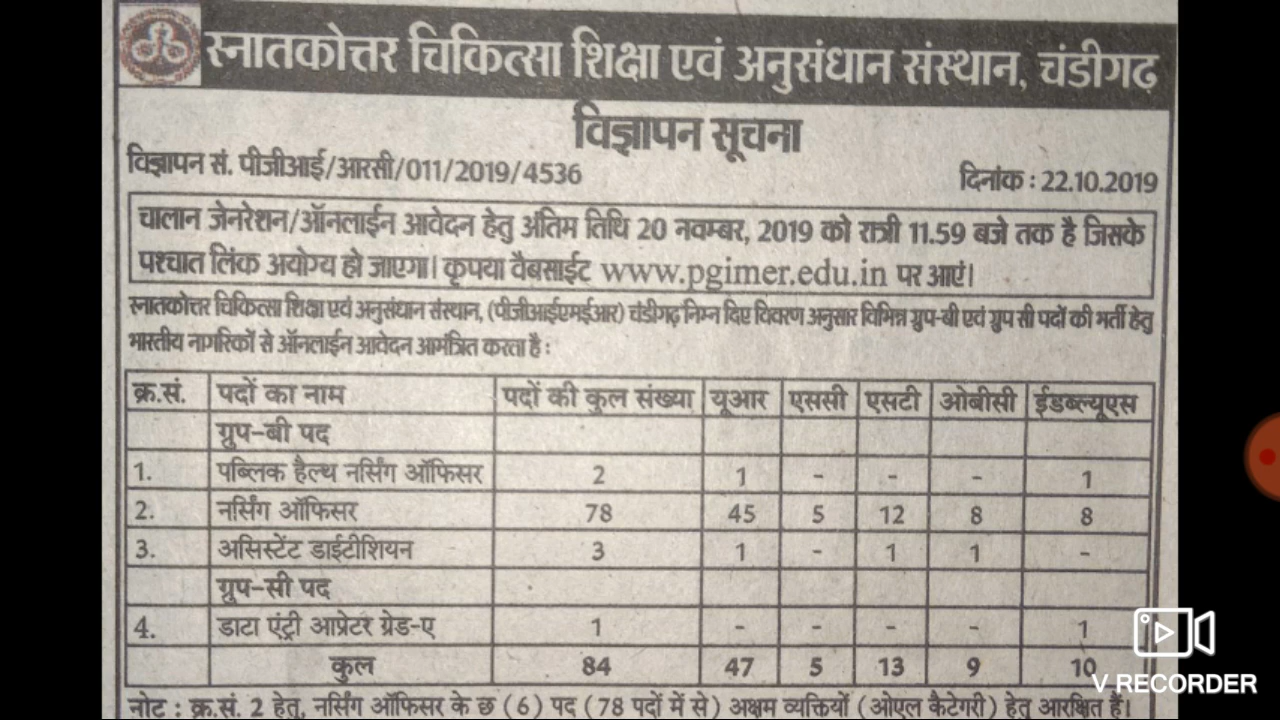 स्नातकोत्तर चिकित्सा शिक्षा एवं अनुसंधान संस्थान, चंडीगढ़
विज्ञापन सूचना
विज्ञापन सं. पीजीआई/आरसी/011/2019/4536 दिनांक : 22.10.2019
चालान जेनरेशन/ऑनलाईन आवेदन हेतु अंतिम तिथि 20 नवम्बर, 2019 को रात्री 11.59 बजे तक है जिसके
पश्चात लिंक अयोग्य हो जाएगा। कृपया वैबसाईट www.pgimer.edu.in पर आएं।
स्नातकोत्तर चिकित्सा शिक्षा एवं अनुसंधान संस्थान, (पीजीआईएमईआर) चंडीगढ़ निम्न दिए विवरण अनुसार विभिन्न ग्रुप-बी एवं ग्रुप सी पदों की भर्ती हेतु
भारतीय नागरिकों से ऑनलाईन आवेदन आमंत्रित करता है :
क्र.सं. पदों का नाम पदों की कुल संख्या यूआर एससी एसटी ओबीसी ईडब्ल्यूएस
ग्रुप-बी पद
1. पब्लिक हैल्थ नर्सिंग ऑफिसर 2 1 - - - 1
2. नर्सिंग ऑफिसर 78 45 5 12 8 8
3. असिस्टेंट डाईटीशियन 3 1 - 1 1 -
ग्रुप-सी पद
4. डाटा एंट्री आप्रेटर ग्रेड-ए 1 - - - - 1
कुल 84 47 5 13 9 10
नोट : क्र.सं. 2 हेतु, नर्सिंग ऑफिसर के छ (6) पद (78 पदों में से) अक्षम व्यक्तियों (ओएल कैटेगरी) हेतु आरक्षित हैं।
V RECORDER